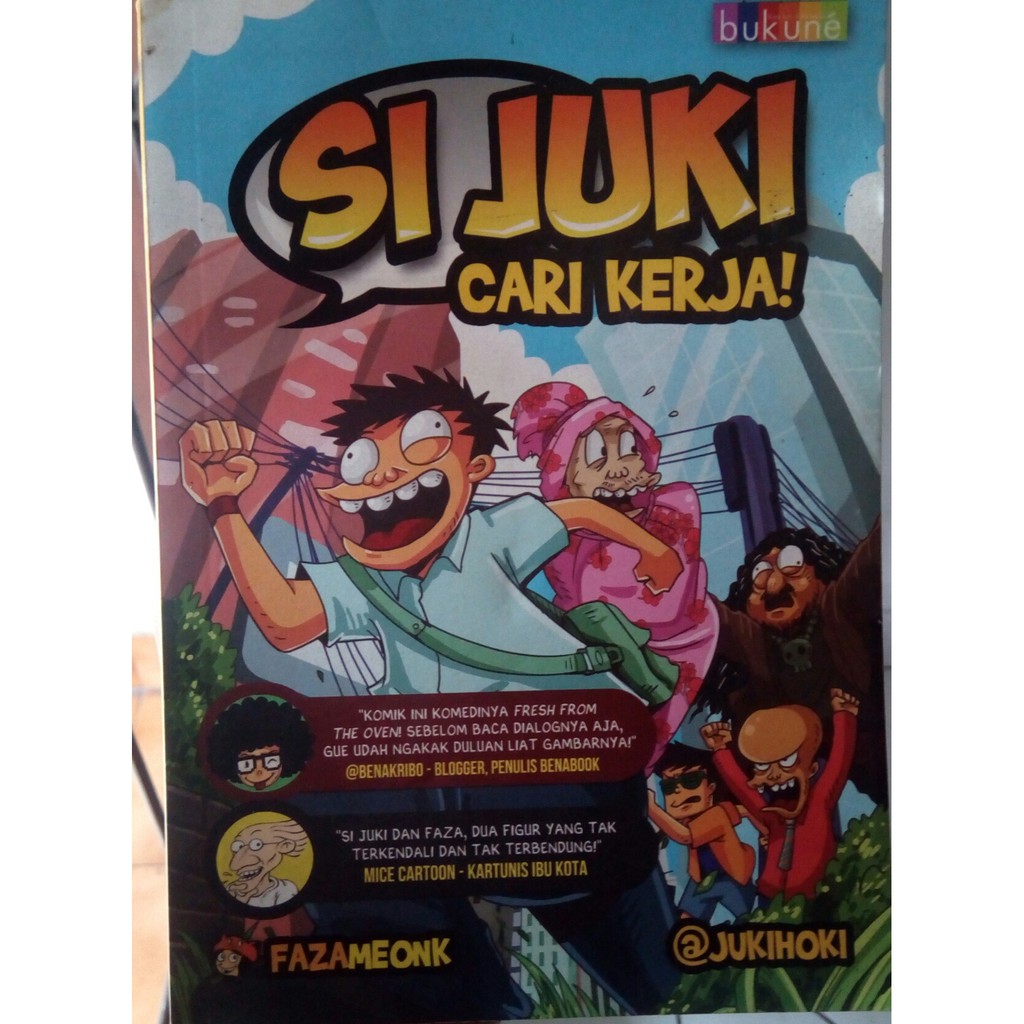 bukuné
SI JUKI
CARI KERJA!
"KOMIK INI KOMEDINYA FRESH FROM
THE OVEN! SEBELOM BACA DIALOGNYA AJA,
GUE UDAH NGAKAK DULUAN LIAT GAMBARNYA!"
@BENAKRIBO - BLOGGER, PENULIS BENABOOK
"SI JUKI DAN FAZA, DUA FIGUR YANG TAK
TERKENDALI DAN TAK TERBENDUNG!"
MICE CARTOON - KARTUNIS IBU KOTA
FAZAMEONK
@JUKIHOKI